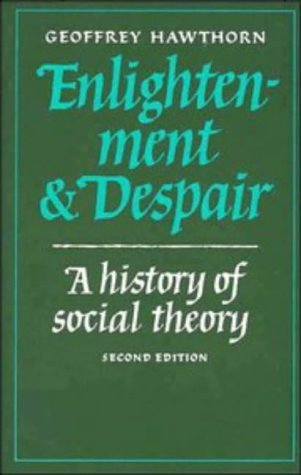 GEOFFREY HAWTHORN
Enlighten-
ment
& Despair
A history of
social theory
SECOND EDITION